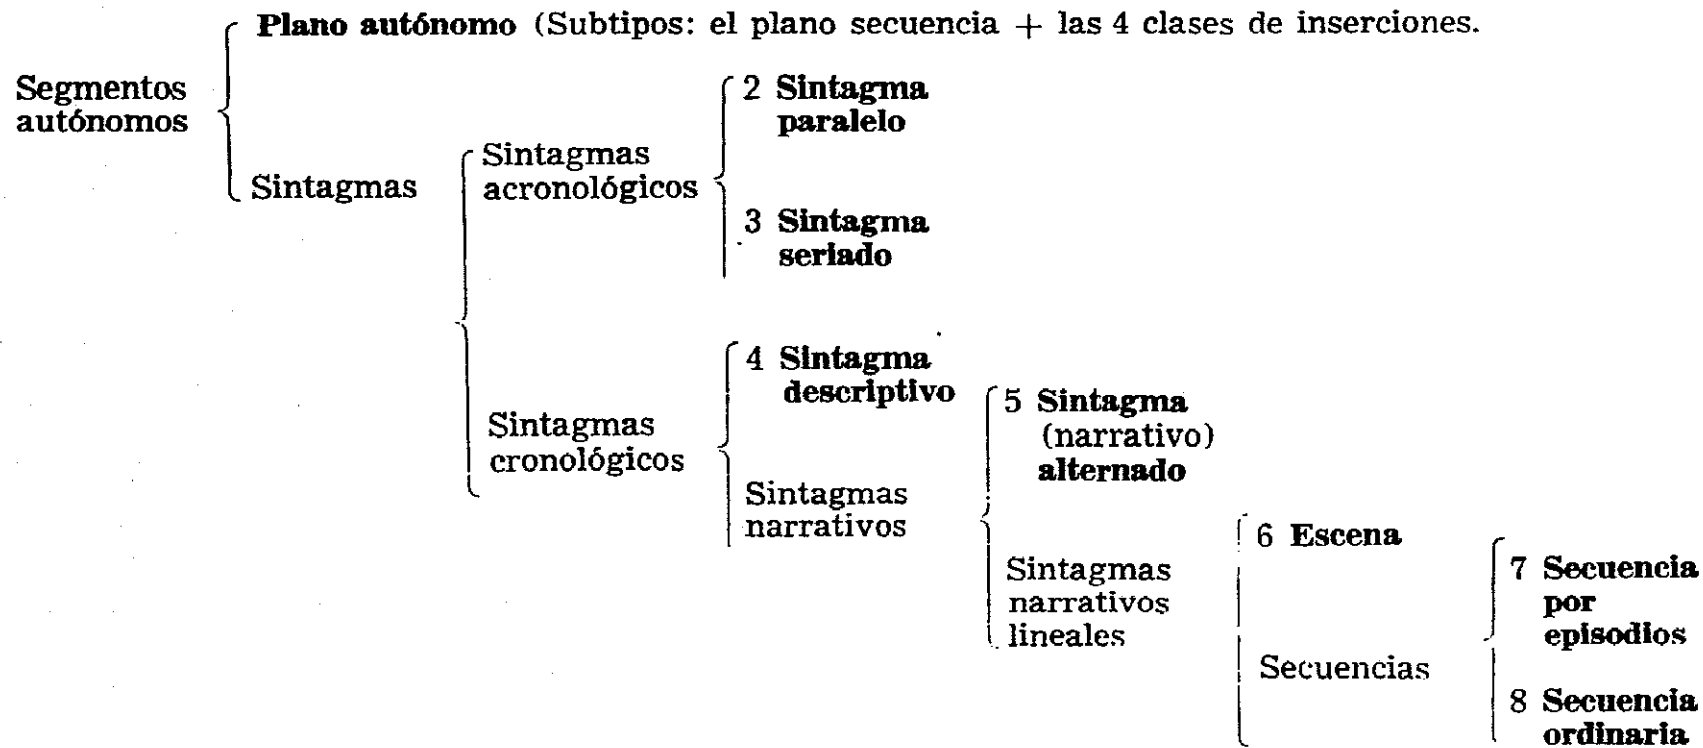 Plano autónomo (Subtipos: el plano secuencia + las 4 clases de inserciones.
Segmentos
autónomos
Sintagmas
Sintagmas
acronológicos
2 Sintagma
paralelo
3 Sintagma
seriado
Sintagmas
cronológicos
4 Sintagma
descriptivo
Sintagmas
narrativos
5 Sintagma
(narrativo)
alternado
Sintagmas
narrativos
lineales
6 Escena
Secuencias
7 Secuencia
por
episodios
8 Secuencia
ordinaria